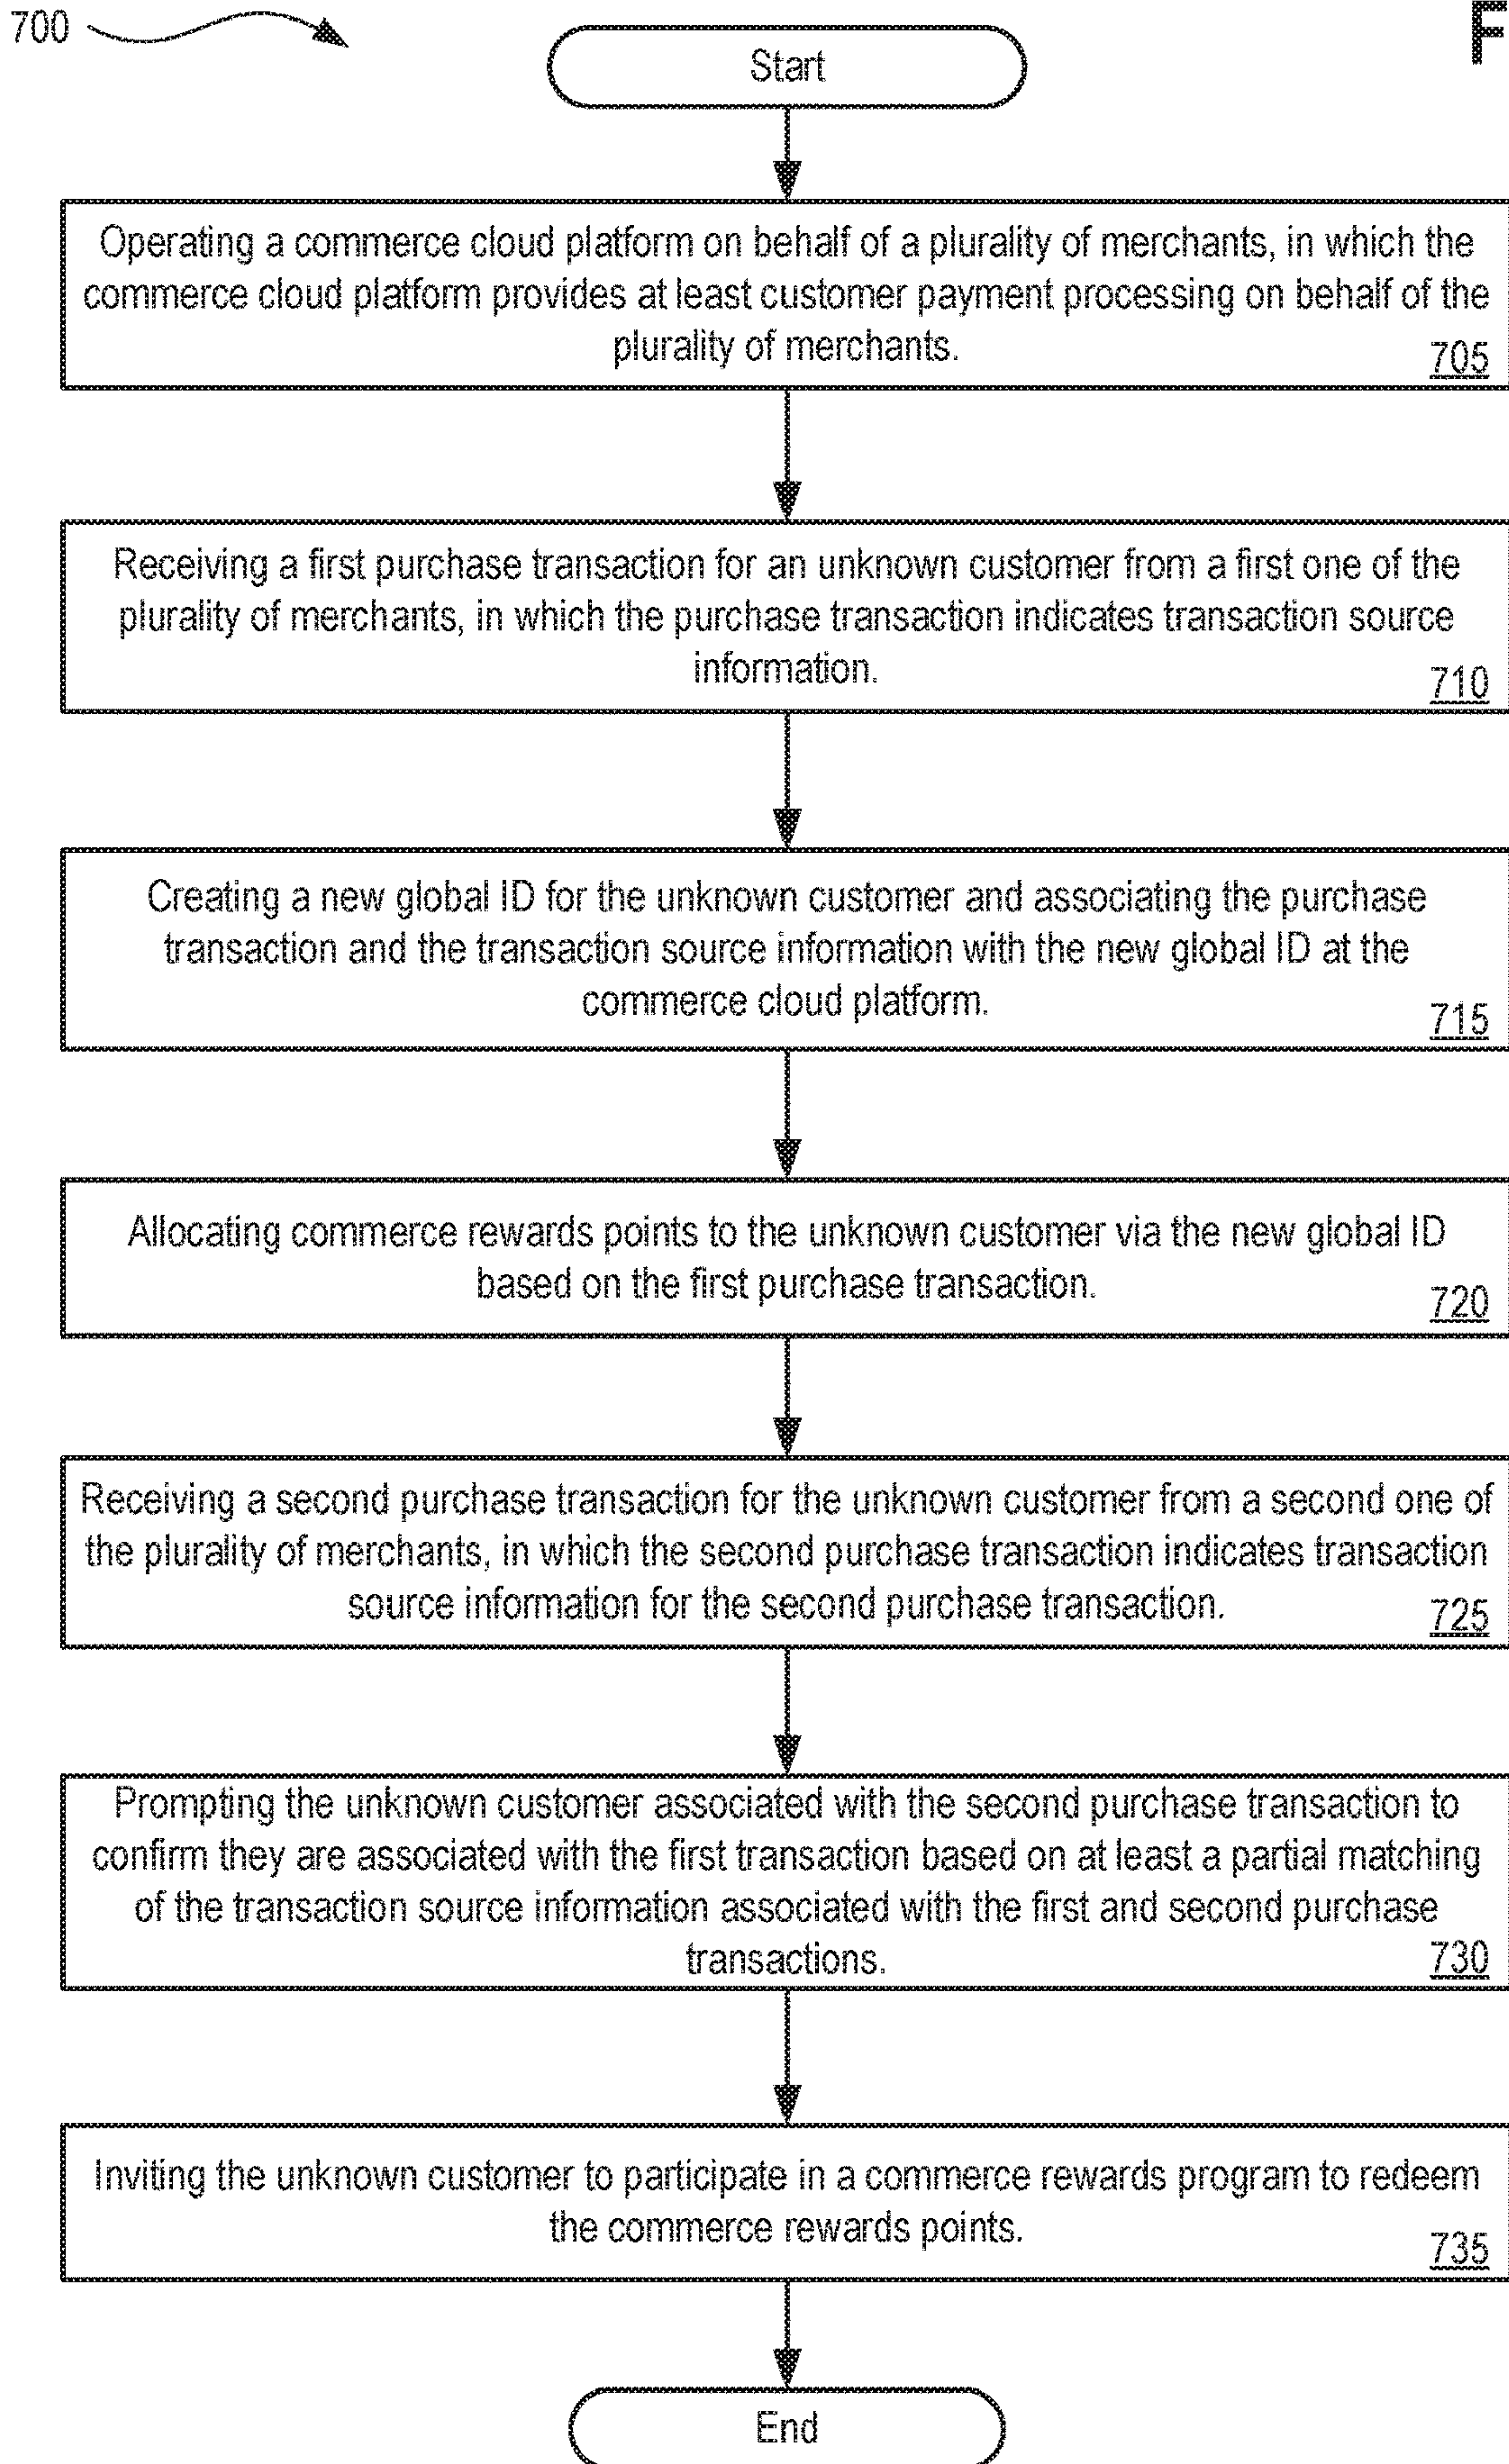 700
F
Start
Operating a commerce cloud platform on behalf of a plurality of merchants, in which the
commerce cloud platform provides at least customer payment processing on behalf of the
plurality of merchants.
705
Receiving a first purchase transaction for an unknown customer from a first one of the
plurality of merchants, in which the purchase transaction indicates transaction source
information.
710
Creating a new global ID for the unknown customer and associating the purchase
transaction and the transaction source information with the new global ID at the
commerce cloud platform.
715
Allocating commerce rewards points to the unknown customer via the new global ID
based on the first purchase transaction.
720
Receiving a second purchase transaction for the unknown customer from a second one of
the plurality of merchants, in which the second purchase transaction indicates transaction
source information for the second purchase transaction.
725
Prompting the unknown customer associated with the second purchase transaction to
confirm they are associated with the first transaction based on at least a partial matching
of the transaction source information associated with the first and second purchase
transactions.
730
Inviting the unknown customer to participate in a commerce rewards program to redeem
the commerce rewards points.
735
End